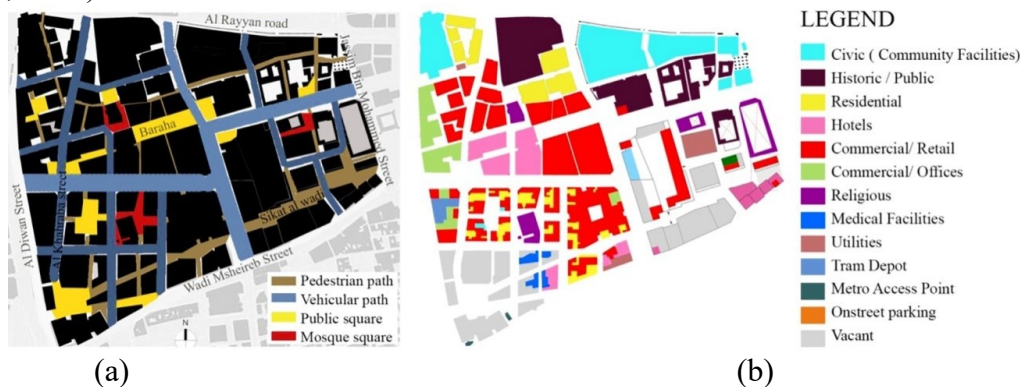 Al Rayyan road
Jassim Bin Mohammed Street
Baraha
Al Diwan Street
Al Khahraba street
Sikat al wadi
Wadi Msheireb Street
Pedestrian path
Vehicular path
Public square
Mosque square
N
(a)
LEGEND
Civic ( Community Facilities)
Historic / Public
Residential
Hotels
Commercial/ Retail
Commercial/ Offices
Religious
Medical Facilities
Utilities
Tram Depot
Metro Access Point
Onstreet parking
Vacant
(b)